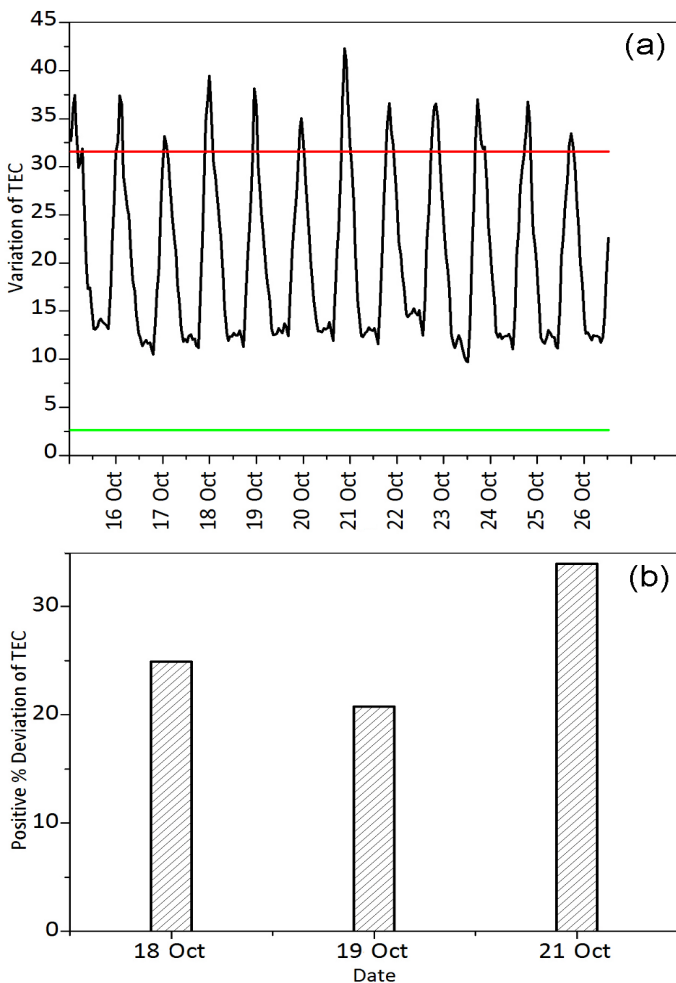 (a)
Variation of TEC
45
40
35
30
25
20
15
10
5
0
16 Oct
17 Oct
18 Oct
19 Oct
20 Oct
21 Oct
22 Oct
23 Oct
24 Oct
25 Oct
26 Oct
(b)
Positive % Deviation of TEC
30
20
10
0
18 Oct
19 Oct
21 Oct
Date